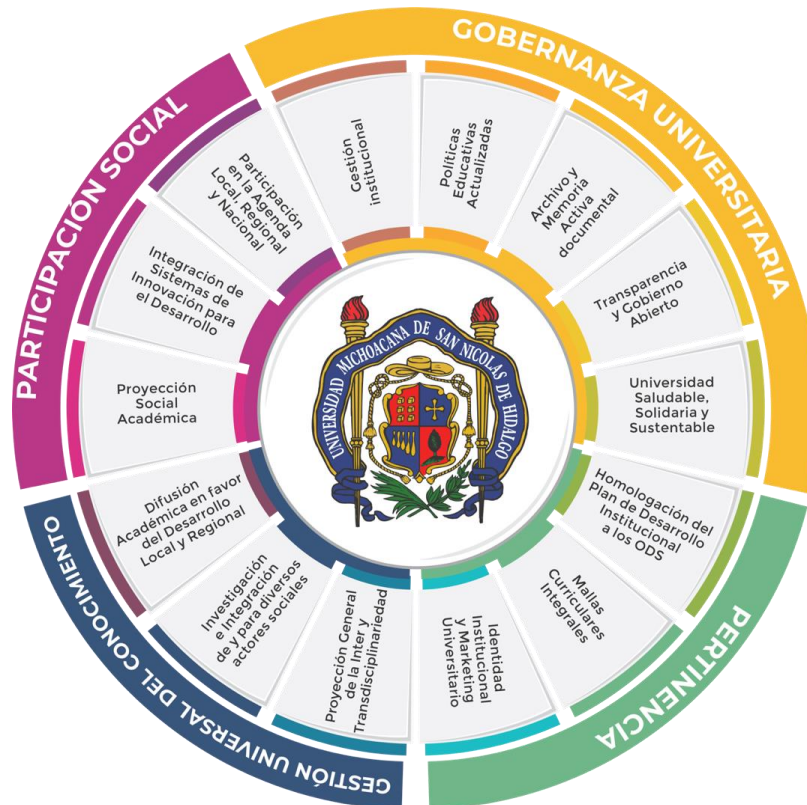 GOBERNANZA UNIVERSITARIA
Gestión
institucional
Políticas
Educativas
Actualizadas
Archivo y
Memoria
Activa
documental
Transparencia
y Gobierno
Abierto
Universidad
Saludable,
Solidaria y
Sustentable
PERTINENCIA
Homologación del
Plan de Desarrollo
Institucional
a los ODS
Mallas
Curriculares
Integrales
Identidad
Institucional
y Marketing
Universitario
GESTIÓN UNIVERSAL DEL CONOCIMIENTO
Proyección General
de la Inter y
Transdisciplinariedad
Investigación
e Integración
de y para diversos
actores sociales
Difusión
Académica en favor
del Desarrollo
Local y Regional
PARTICIPACIÓN SOCIAL
Proyección
Social
Académica
Integración de
Sistemas de
Innovación para
el Desarrollo
Participación
en la Agenda
Local, Regional
y Nacional
UNIVERSIDAD MICHOACANA DE SAN NICOLAS DE HIDALGO